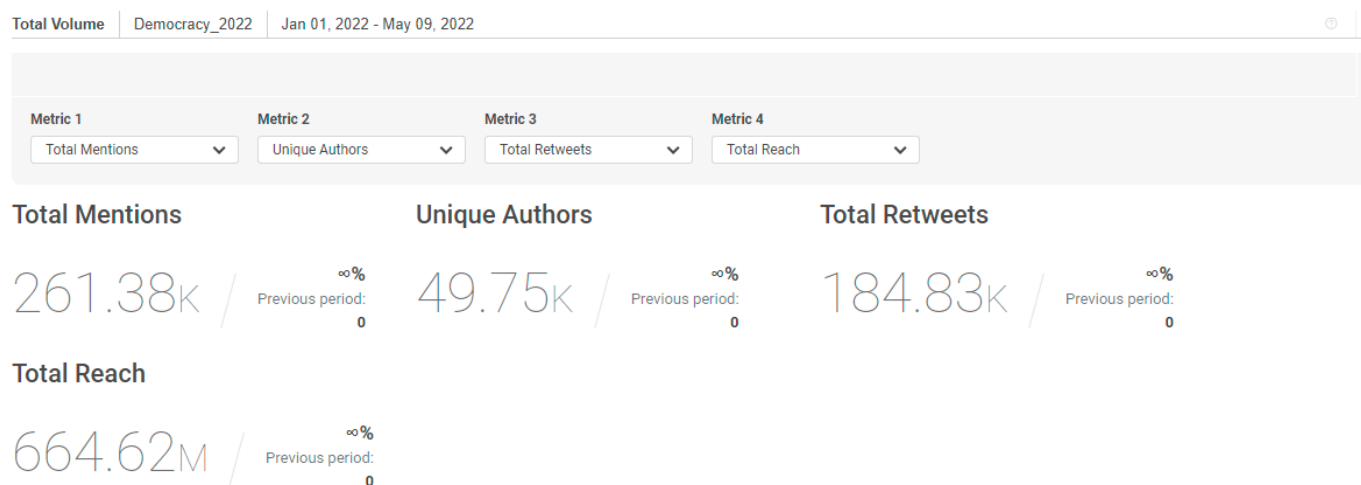 Total Volume Democracy_2022 Jan 01, 2022 - May 09, 2022
Metric 1 Metric 2 Metric 3 Metric 4
Total Mentions Unique Authors Total Retweets Total Reach
Total Mentions Unique Authors Total Retweets
261.38K ∞% Previous period: 0
49.75K ∞% Previous period: 0
184.83K ∞% Previous period: 0
Total Reach
664.62M ∞% Previous period: 0